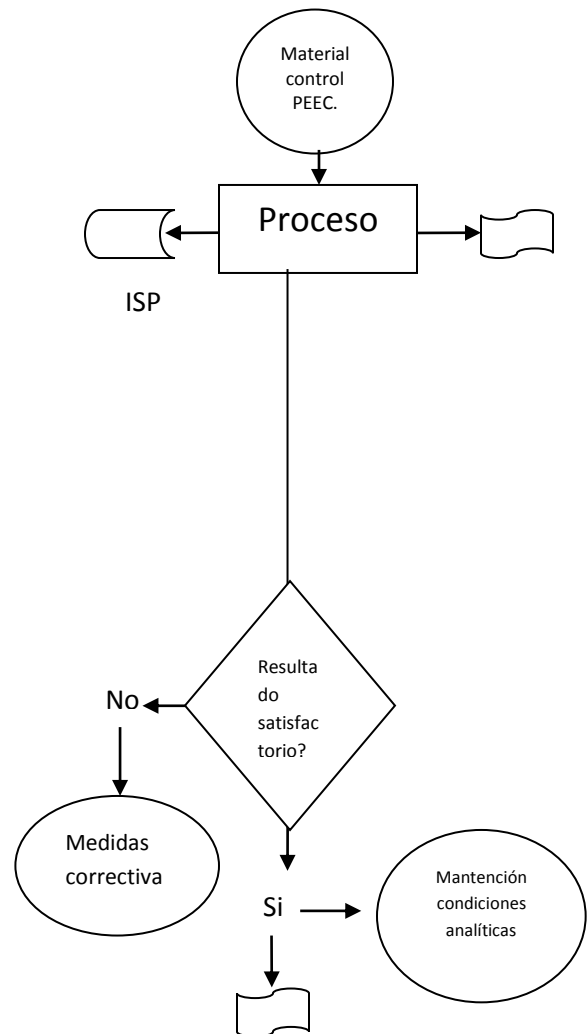 Material
control
PEEC.
Proceso
ISP
Resulta
do
satisfac
torio?
No
Medidas
correctiva
Si
Mantención
condiciones
analíticas